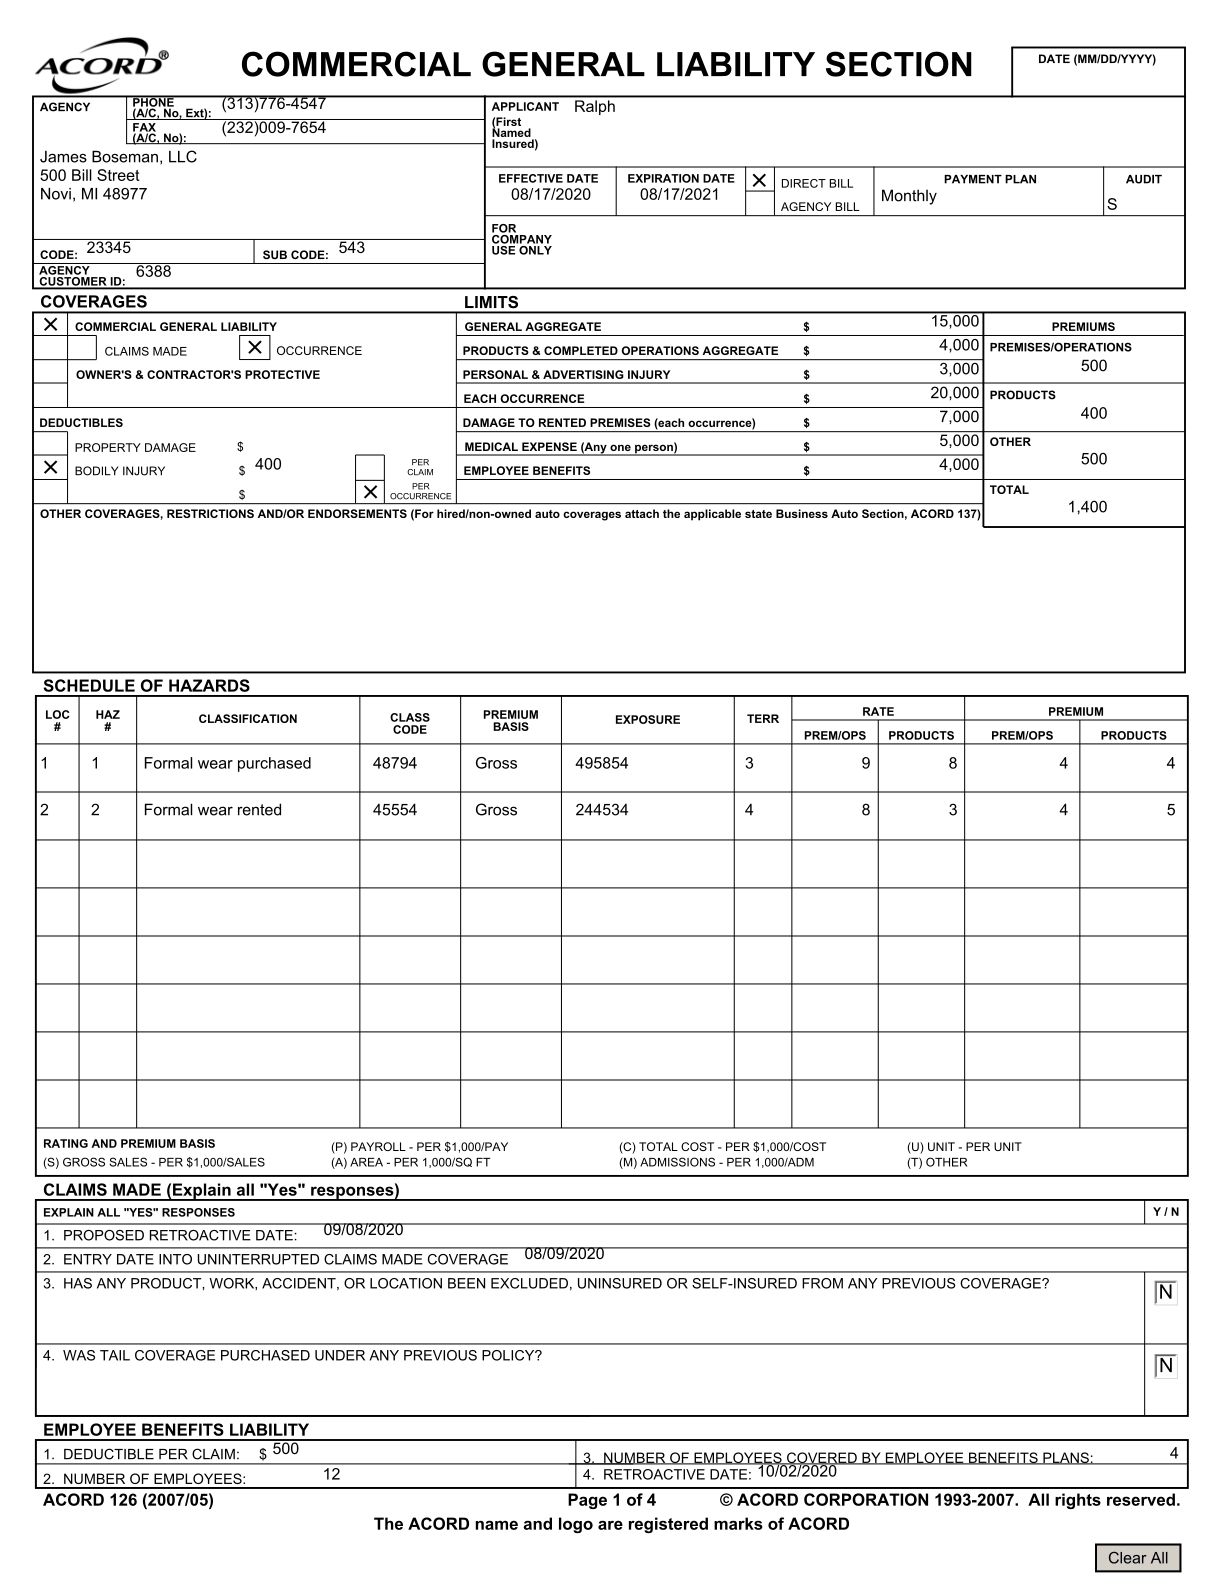 ACORD®
COMMERCIAL GENERAL LIABILITY SECTION
DATE (MM/DD/YYYY)
AGENCY
PHONE (A/C, No, Ext): (313)776-4547
FAX (A/C, No): (232)009-7654
James Boseman, LLC
500 Bill Street
Novi, MI 48977
CODE: 23345 SUB CODE: 543
AGENCY CUSTOMER ID: 6388
APPLICANT (First Named Insured) Ralph
EFFECTIVE DATE EXPIRATION DATE X DIRECT BILL PAYMENT PLAN AUDIT
08/17/2020 08/17/2021 AGENCY BILL Monthly S
FOR COMPANY USE ONLY
COVERAGES LIMITS
X COMMERCIAL GENERAL LIABILITY GENERAL AGGREGATE $ 15,000 PREMIUMS
CLAIMS MADE X OCCURRENCE PRODUCTS & COMPLETED OPERATIONS AGGREGATE $ 4,000 PREMISES/OPERATIONS
OWNER'S & CONTRACTOR'S PROTECTIVE PERSONAL & ADVERTISING INJURY $ 3,000 500
EACH OCCURRENCE $ 20,000 PRODUCTS
DEDUCTIBLES DAMAGE TO RENTED PREMISES (each occurrence) $ 7,000 400
PROPERTY DAMAGE $ MEDICAL EXPENSE (Any one person) $ 5,000 OTHER
X BODILY INJURY $ 400 PER CLAIM EMPLOYEE BENEFITS $ 4,000 500
$ X PER OCCURRENCE TOTAL
1,400
OTHER COVERAGES, RESTRICTIONS AND/OR ENDORSEMENTS (For hired/non-owned auto coverages attach the applicable state Business Auto Section, ACORD 137)
SCHEDULE OF HAZARDS
LOC # HAZ # CLASSIFICATION CLASS CODE PREMIUM BASIS EXPOSURE TERR RATE PREMIUM
PREM/OPS PRODUCTS PREM/OPS PRODUCTS
1 1 Formal wear purchased 48794 Gross 495854 3 9 8 4 4
2 2 Formal wear rented 45554 Gross 244534 4 8 3 4 5
RATING AND PREMIUM BASIS (P) PAYROLL - PER $1,000/PAY (C) TOTAL COST - PER $1,000/COST (U) UNIT - PER UNIT
(S) GROSS SALES - PER $1,000/SALES (A) AREA - PER 1,000/SQ FT (M) ADMISSIONS - PER 1,000/ADM (T) OTHER
CLAIMS MADE (Explain all "Yes" responses)
EXPLAIN ALL "YES" RESPONSES Y / N
1. PROPOSED RETROACTIVE DATE: 09/08/2020
2. ENTRY DATE INTO UNINTERRUPTED CLAIMS MADE COVERAGE 08/09/2020
3. HAS ANY PRODUCT, WORK, ACCIDENT, OR LOCATION BEEN EXCLUDED, UNINSURED OR SELF-INSURED FROM ANY PREVIOUS COVERAGE? N
4. WAS TAIL COVERAGE PURCHASED UNDER ANY PREVIOUS POLICY? N
EMPLOYEE BENEFITS LIABILITY
1. DEDUCTIBLE PER CLAIM: $ 500 3. NUMBER OF EMPLOYEES COVERED BY EMPLOYEE BENEFITS PLANS: 4
2. NUMBER OF EMPLOYEES: 12 4. RETROACTIVE DATE: 10/02/2020
ACORD 126 (2007/05) Page 1 of 4 © ACORD CORPORATION 1993-2007. All rights reserved.
The ACORD name and logo are registered marks of ACORD
Clear All